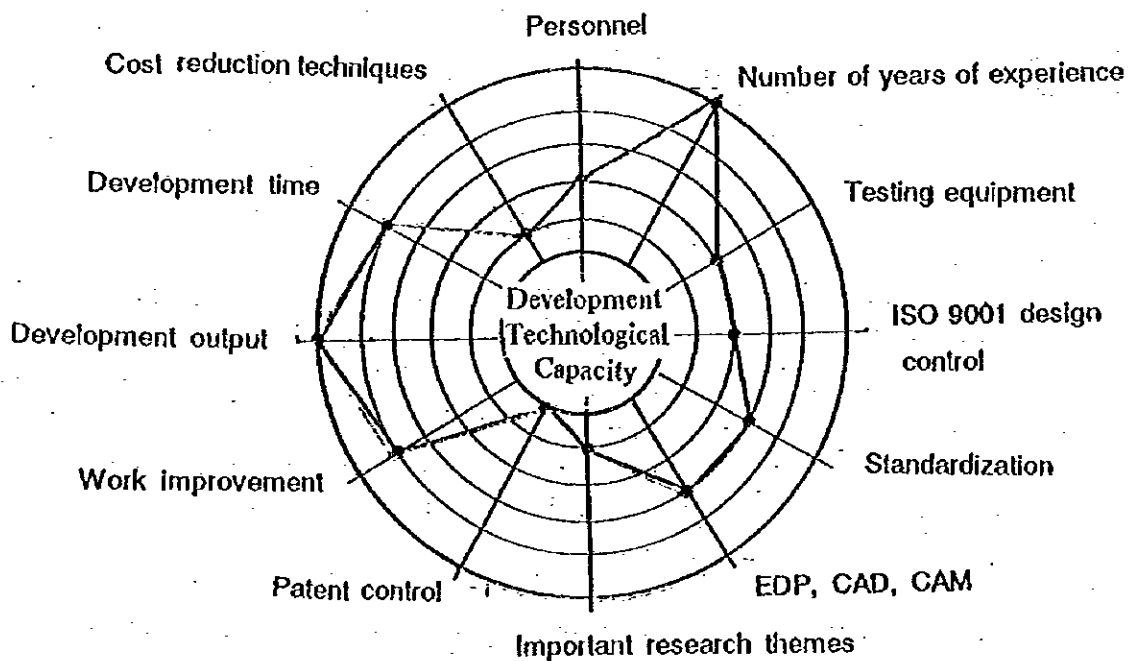 Personnel
Cost reduction techniques
Number of years of experience
Development time
Testing equipment
Development
Technological
Capacity
Development output
ISO 9001 design
control
Work improvement
Standardization
Patent control
EDP, CAD, CAM
Important research themes